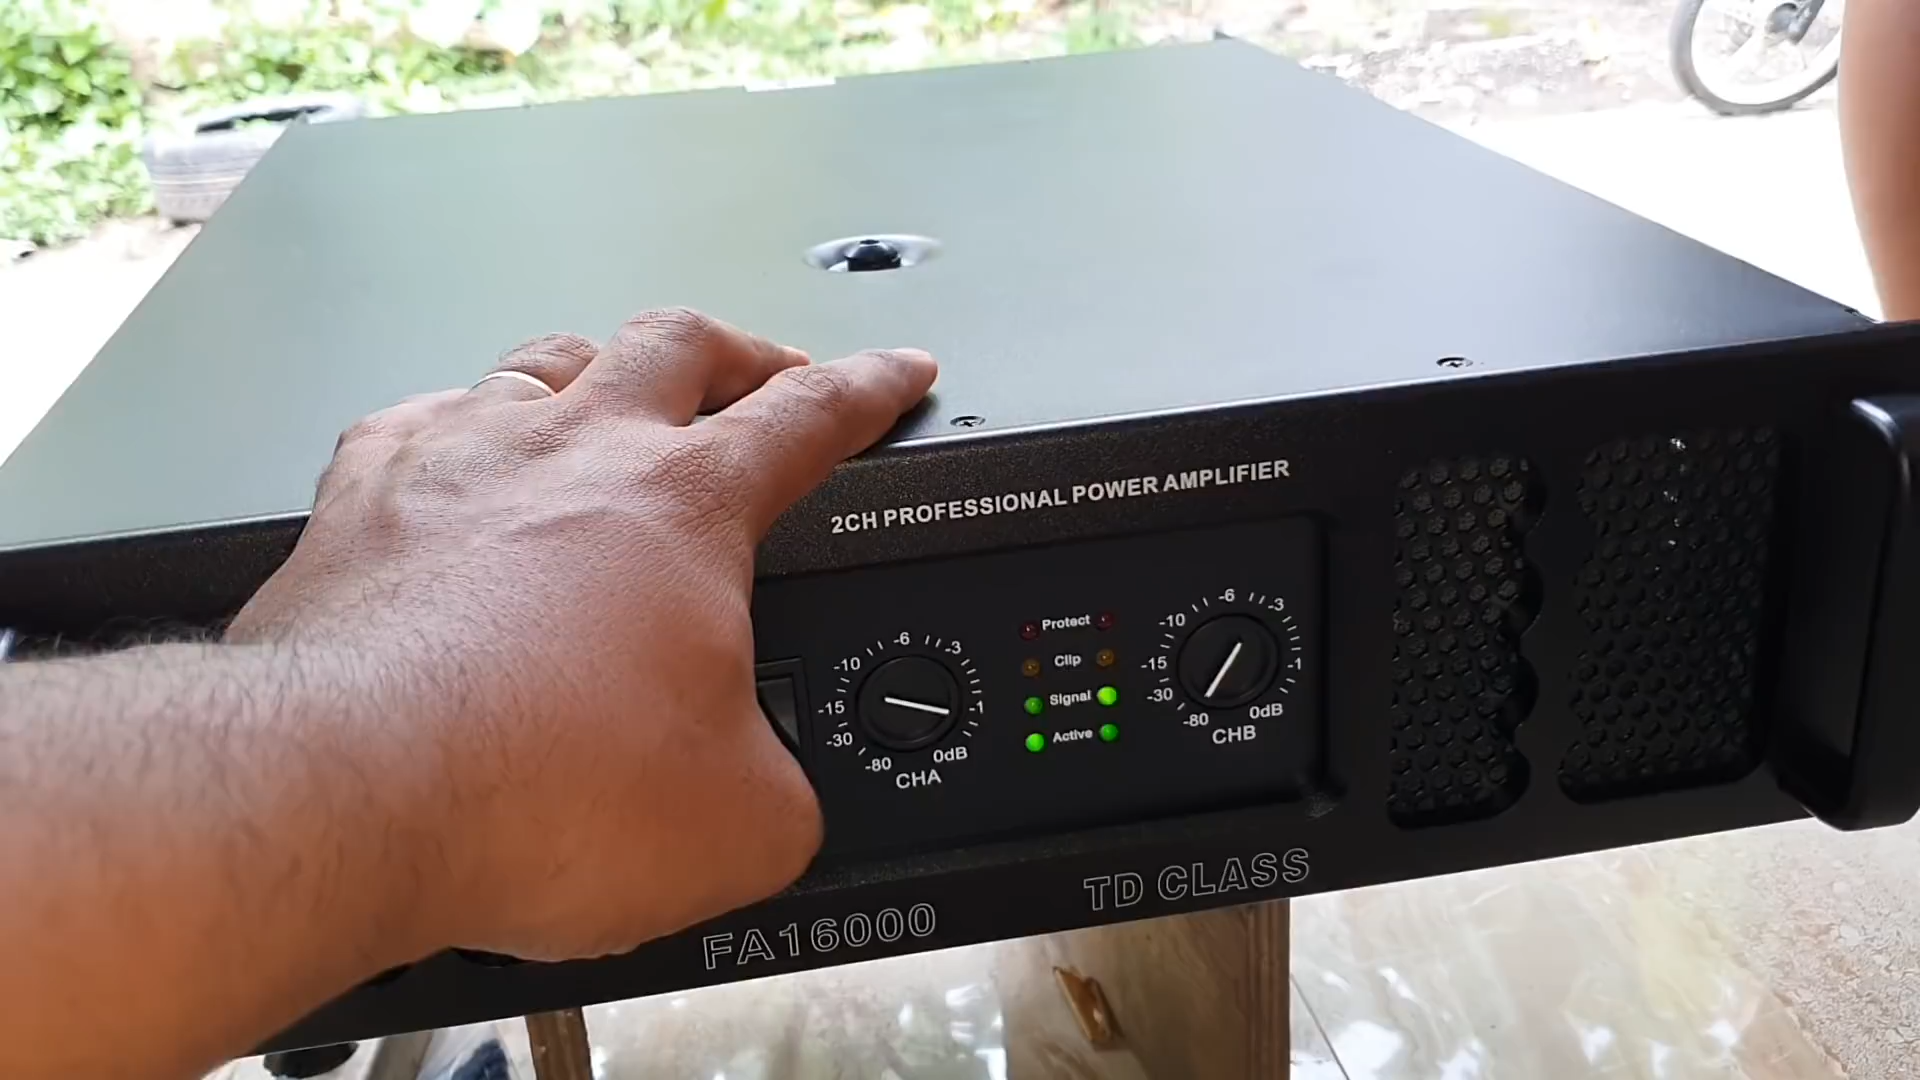 2CH PROFESSIONAL POWER AMPLIFIER
-80 -30 -15 -10 -6 -3 -1 0dB
CHA
Protect
Clip
Signal
Active
-80 -30 -15 -10 -6 -3 -1 0dB
CHB
FA16000
TD CLASS